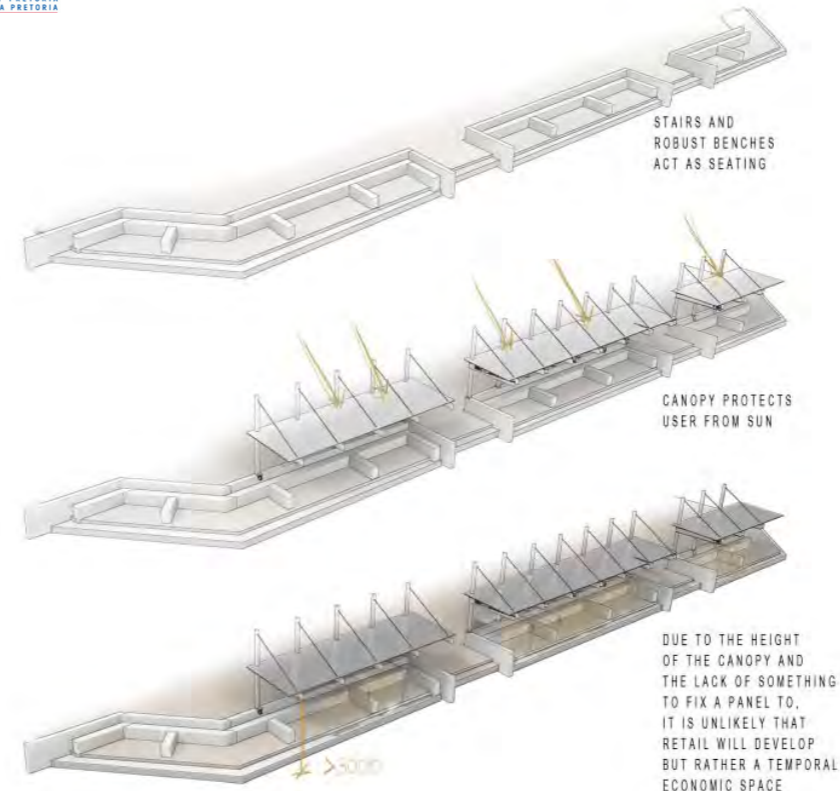 A PRETORIA
STAIRS AND
ROBUST BENCHES
ACT AS SEATING
CANOPY PROTECTS
USER FROM SUN
DUE TO THE HEIGHT
OF THE CANOPY AND
THE LACK OF SOMETHING
TO FIX A PANEL TO,
IT IS UNLIKELY THAT
RETAIL WILL DEVELOP
BUT RATHER A TEMPORAL
ECONOMIC SPACE
>3000